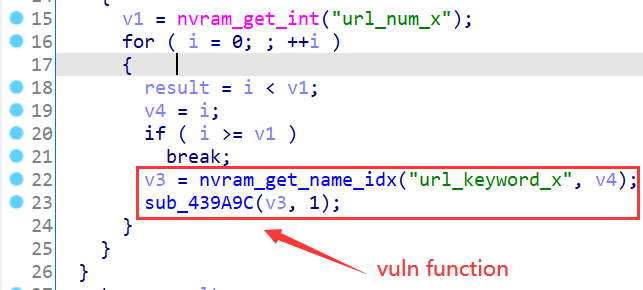 15 v1 = nvram_get_int("url_num_x");
16 for ( i = 0; ; ++i )
17 {
18 result = i < v1;
19 v4 = i;
20 if ( i >= v1 )
21 break;
22 v3 = nvram_get_name_idx("url_keyword_x", v4);
23 sub_439A9C(v3, 1);
24 }
25 }
26 }
vuln function